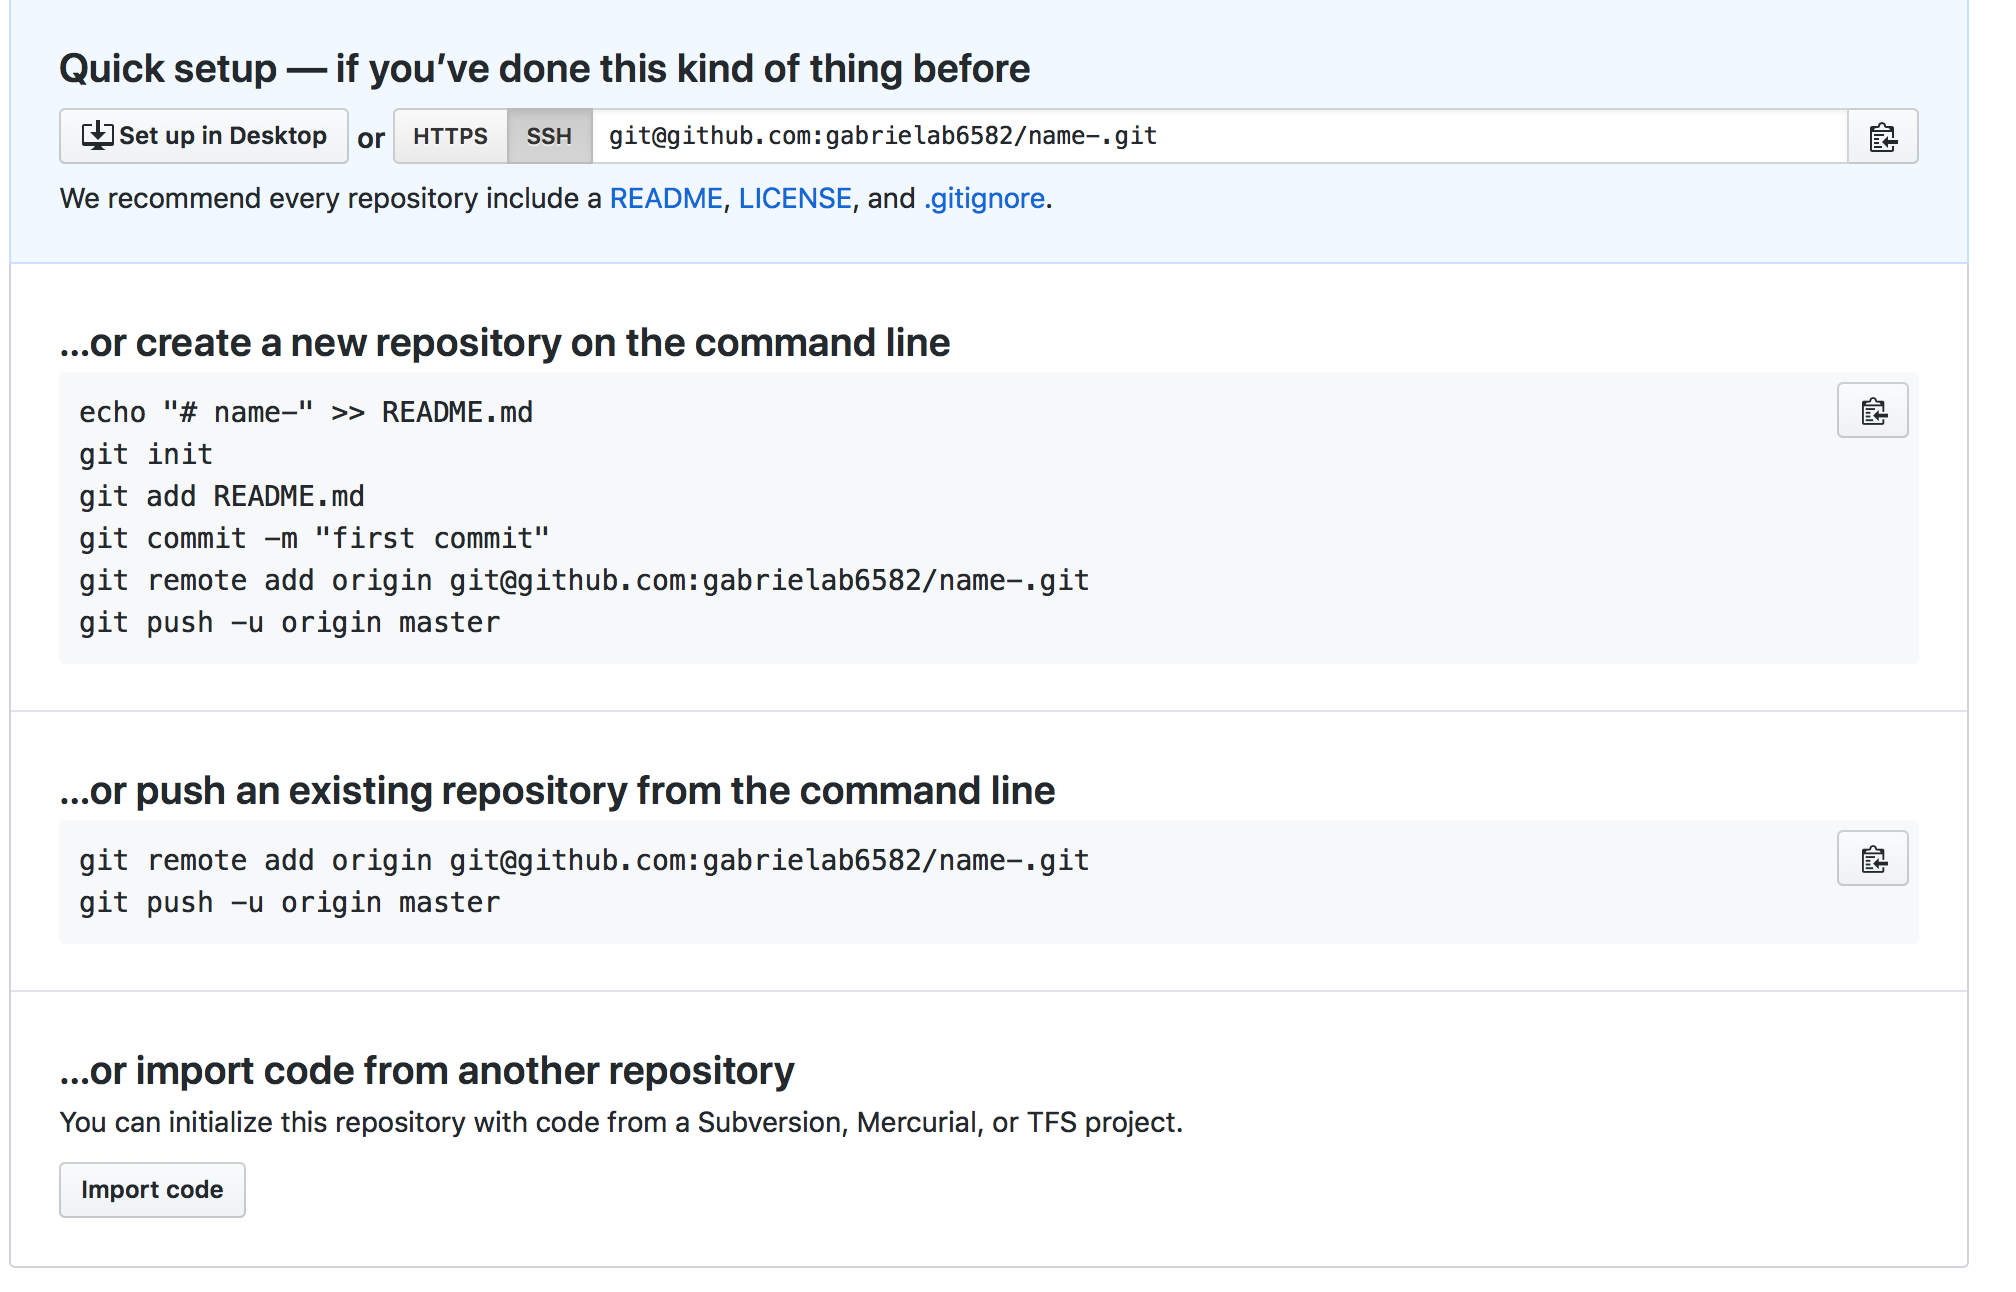 Quick setup — if you’ve done this kind of thing before
Set up in Desktop or HTTPS SSH git@github.com:gabrielab6582/name-.git
We recommend every repository include a README, LICENSE, and .gitignore.
…or create a new repository on the command line
echo "# name-" >> README.md
git init
git add README.md
git commit -m "first commit"
git remote add origin git@github.com:gabrielab6582/name-.git
git push -u origin master
…or push an existing repository from the command line
git remote add origin git@github.com:gabrielab6582/name-.git
git push -u origin master
…or import code from another repository
You can initialize this repository with code from a Subversion, Mercurial, or TFS project.
Import code